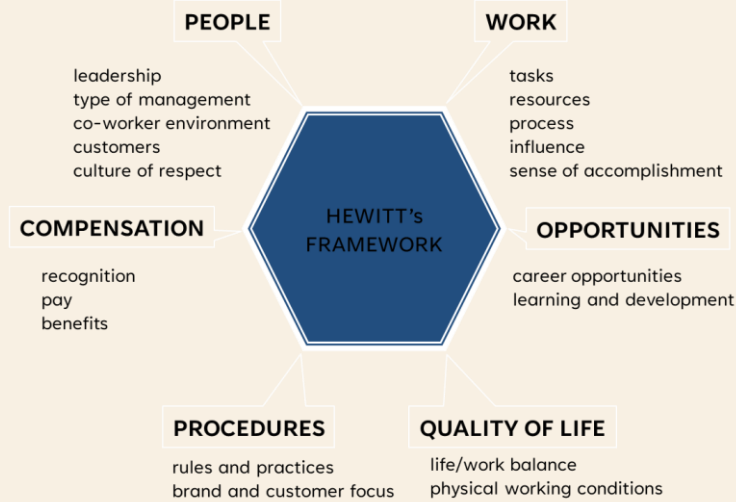 PEOPLE
leadership
type of management
co-worker environment
customers
culture of respect
WORK
tasks
resources
process
influence
sense of accomplishment
HEWITT's
FRAMEWORK
COMPENSATION
recognition
pay
benefits
OPPORTUNITIES
career opportunities
learning and development
PROCEDURES
rules and practices
brand and customer focus
QUALITY OF LIFE
life/work balance
physical working conditions